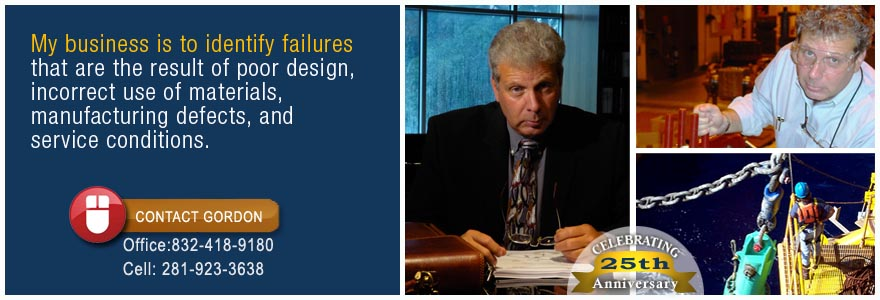 My business is to identify failures
that are the result of poor design,
incorrect use of materials,
manufacturing defects, and
service conditions.
CONTACT GORDON
Office:832-418-9180
Cell: 281-923-3638
CELEBRATING
25th
Anniversary